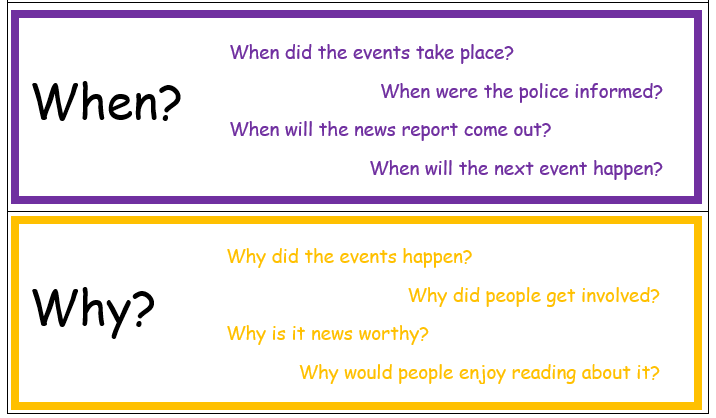 When?
When did the events take place?
When were the police informed?
When will the news report come out?
When will the next event happen?
Why?
Why did the events happen?
Why did people get involved?
Why is it news worthy?
Why would people enjoy reading about it?